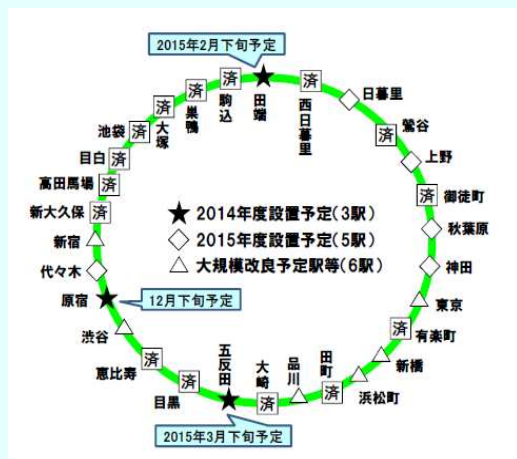 2015年2月下旬予定
済
田端
済
駒込
済
巣鴨
済
大塚
済
池袋
済
目白
済
高田馬場
済
新大久保
新宿
代々木
原宿
12月下旬予定
渋谷
済
恵比寿
済
目黒
五反田
2015年3月下旬予定
済
大崎
品川
済
田町
浜松町
新橋
済
有楽町
東京
神田
秋葉原
済
御徒町
上野
済
鶯谷
日暮里
済
西日暮里
★ 2014年度設置予定(3駅)
◇ 2015年度設置予定(5駅)
△ 大規模改良予定駅等(6駅)